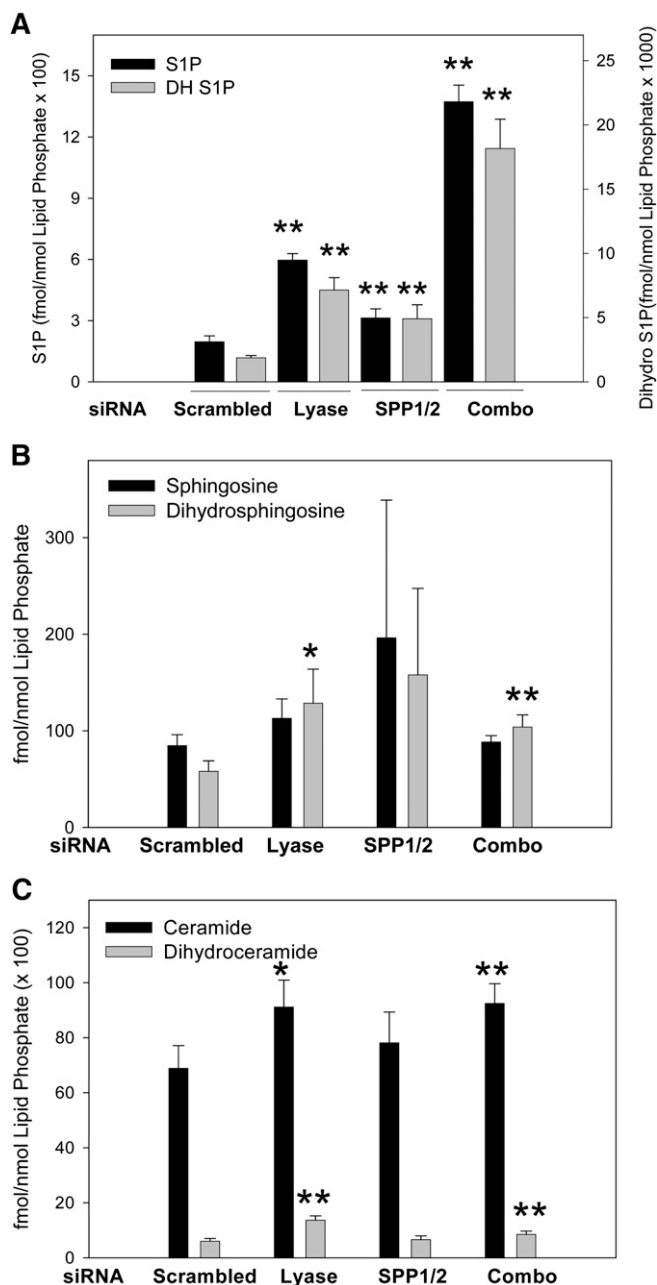 A
S1P (fmol/nmol Lipid Phosphate x 100)
Dihydro S1P(fmol/nmol Lipid Phosphate x 1000)
15
12
9
6
3
0
25
20
15
10
5
0
S1P
DH S1P
** ** ** ** ** **
siRNA Scrambled Lyase SPP1/2 Combo
B
fmol/nmol Lipid Phosphate
300
200
100
0
Sphingosine
Dihydrosphingosine
* **
siRNA Scrambled Lyase SPP1/2 Combo
C
fmol/nmol Lipid Phosphate (x 100)
120
100
80
60
40
20
0
Ceramide
Dihydroceramide
* **
** **
siRNA Scrambled Lyase SPP1/2 Combo